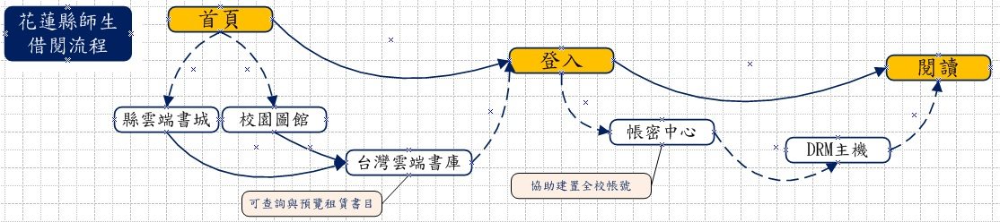 花蓮縣師生
借閱流程
首頁
登入
閱讀
縣雲端書城
校園圖館
帳密中心
DRM主機
台灣雲端書庫
協助建置全校帳號
可查詢與預覽租賃書目